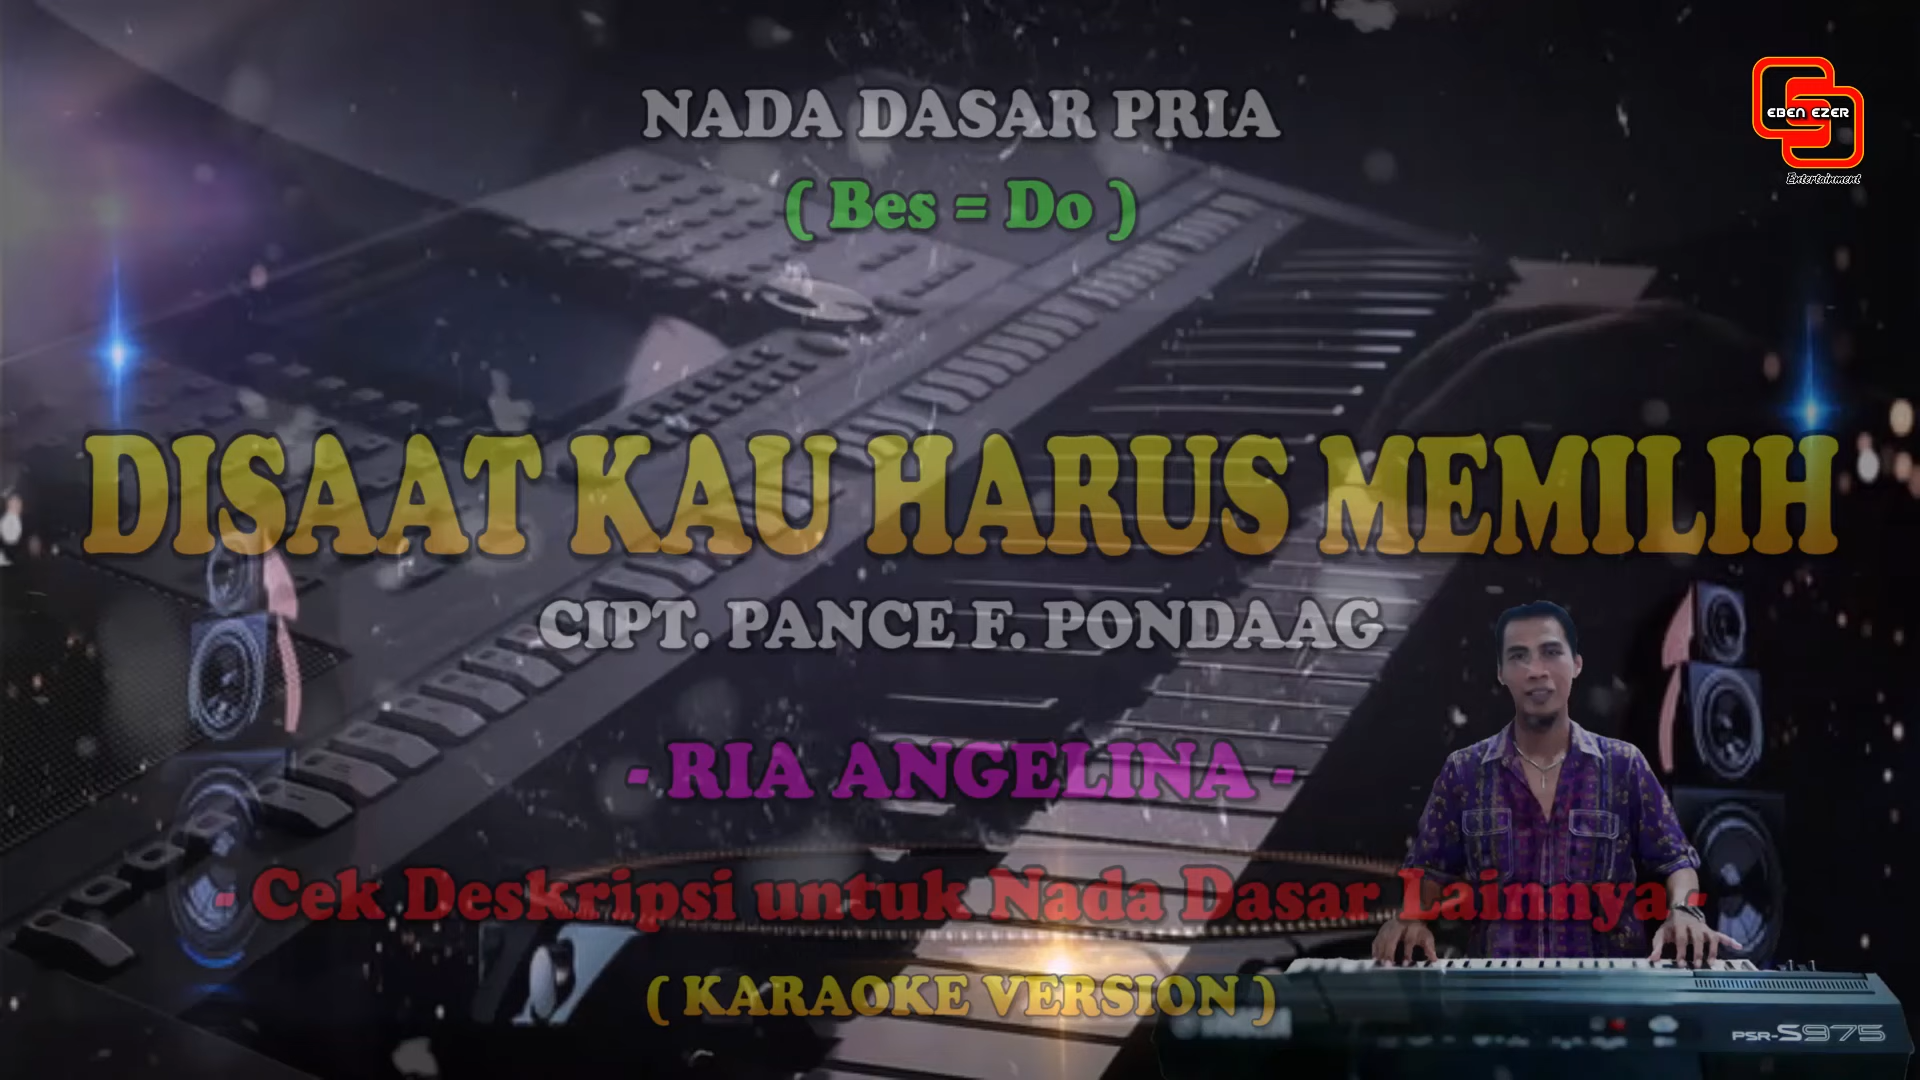 NADA DASAR PRIA
EBEN EZER
Entertainment
( Bes = Do )
DISAAT KAU HARUS MEMILIH
CIPT. PANCE F. PONDAAG
- RIA ANGELINA -
- Cek Deskripsi untuk Nada Dasar Lainnya -
( KARAOKE VERSION )
PSR-S975